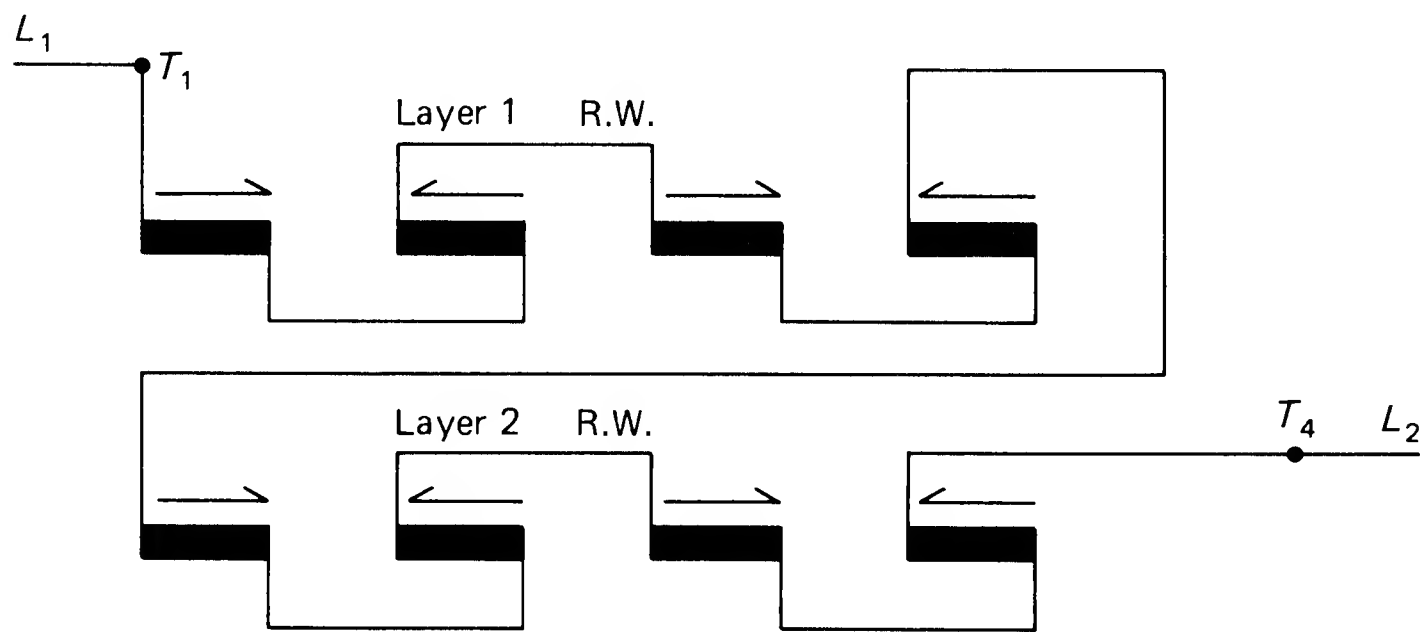 L₁
T₁
Layer 1 R.W.
Layer 2 R.W.
T₄ L₂